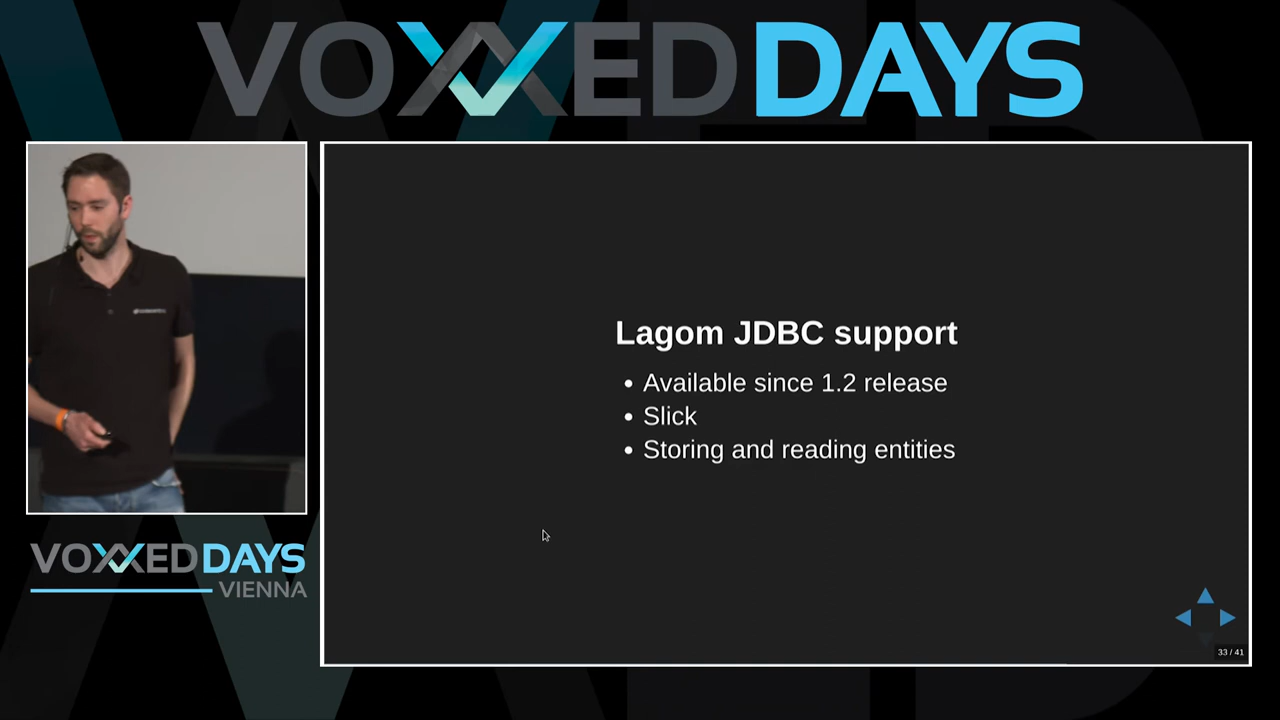 VOXXED DAYS
Lagom JDBC support
• Available since 1.2 release
• Slick
• Storing and reading entities
VOXXED DAYS
VIENNA
33 / 41